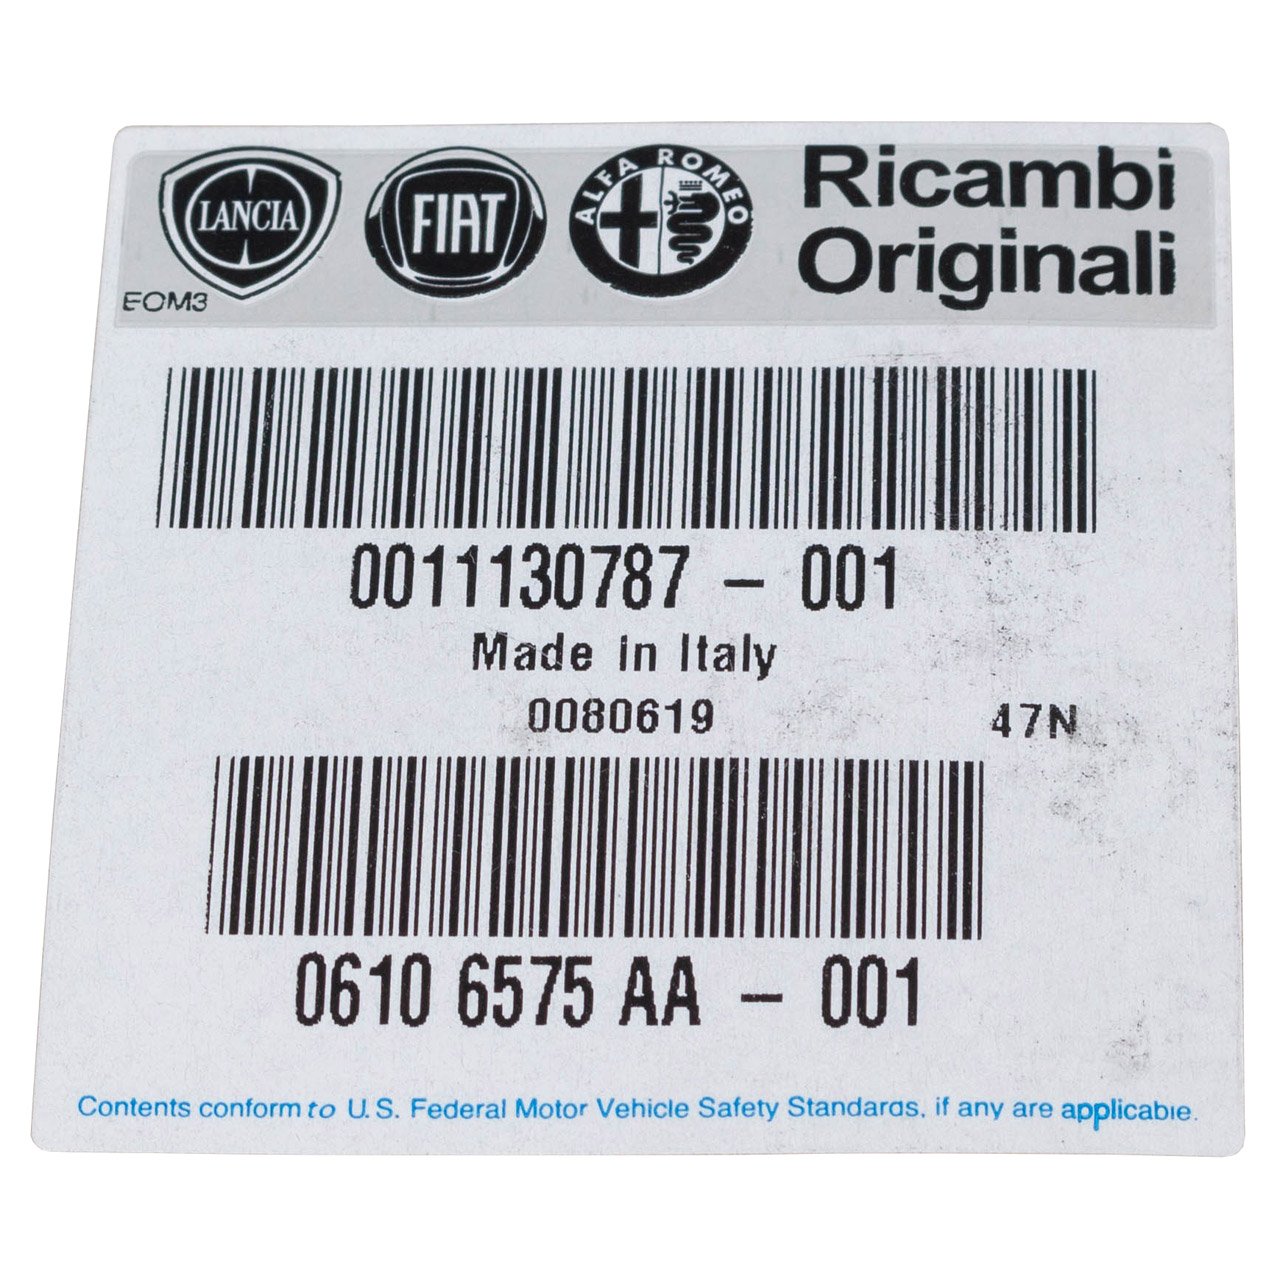 LANCIA FIAT ALFA ROMEO Ricambi
Originali
EOM3
0011130787 - 001
Made in Italy
0080619 47N
0610 6575 AA - 001
Contents conform to U.S. Federal Motor Vehicle Safety Standards, if any are applicable.